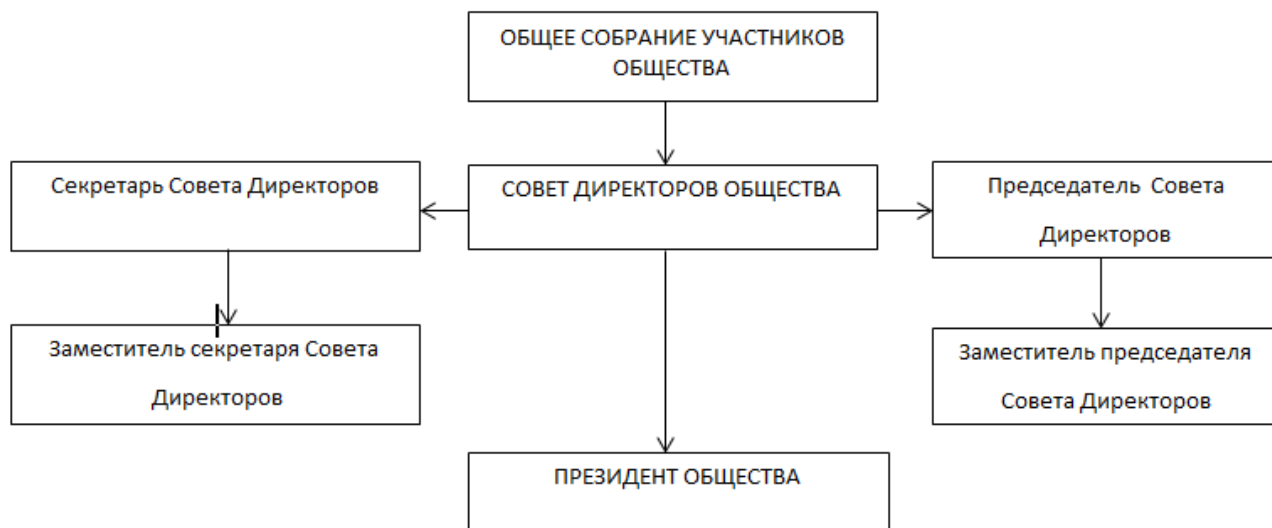 ОБЩЕЕ СОБРАНИЕ УЧАСТНИКОВ
ОБЩЕСТВА
Секретарь Совета Директоров
СОВЕТ ДИРЕКТОРОВ ОБЩЕСТВА
Председатель Совета
Директоров
Заместитель секретаря Совета
Директоров
Заместитель председателя
Совета Директоров
ПРЕЗИДЕНТ ОБЩЕСТВА